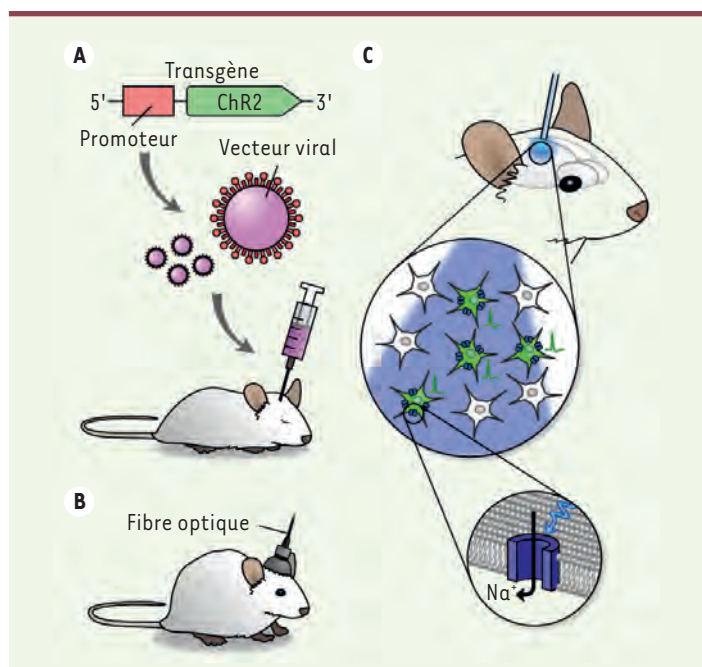 A
Transgène
5'
ChR2
3'
Promoteur
Vecteur viral
B
Fibre optique
C
Na+